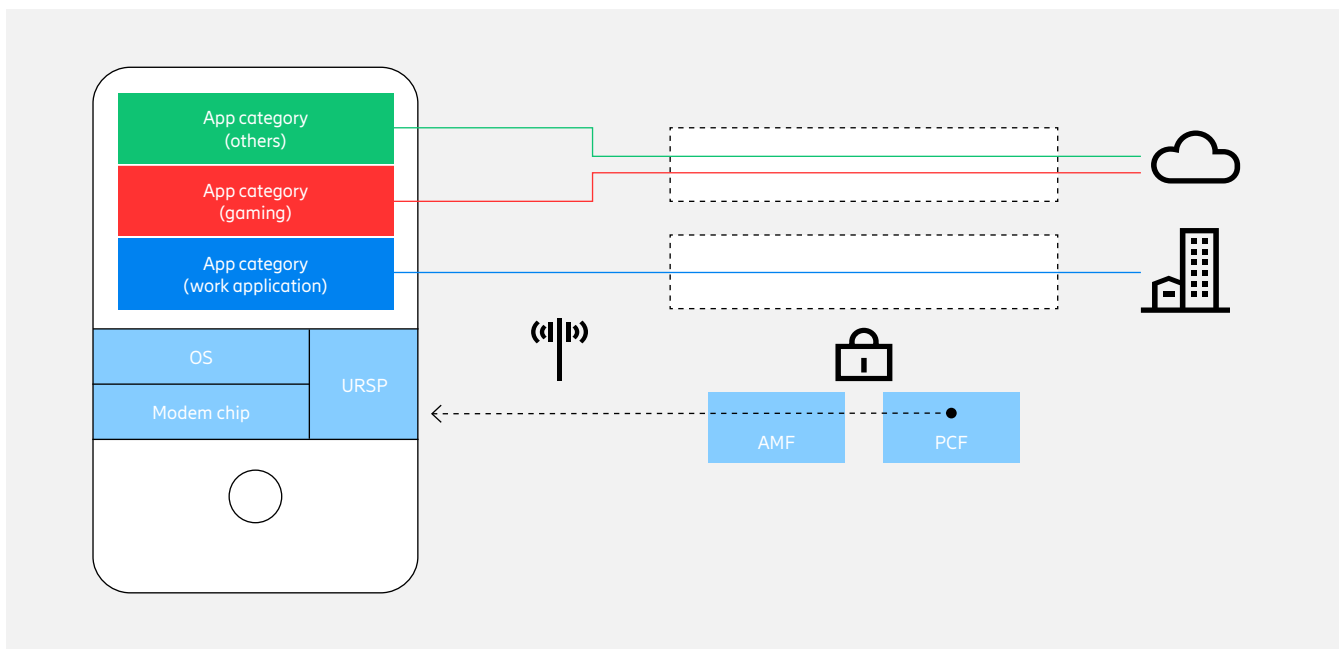 App category
(others)
App category
(gaming)
App category
(work application)
OS
URSP
Modem chip
AMF
PCF